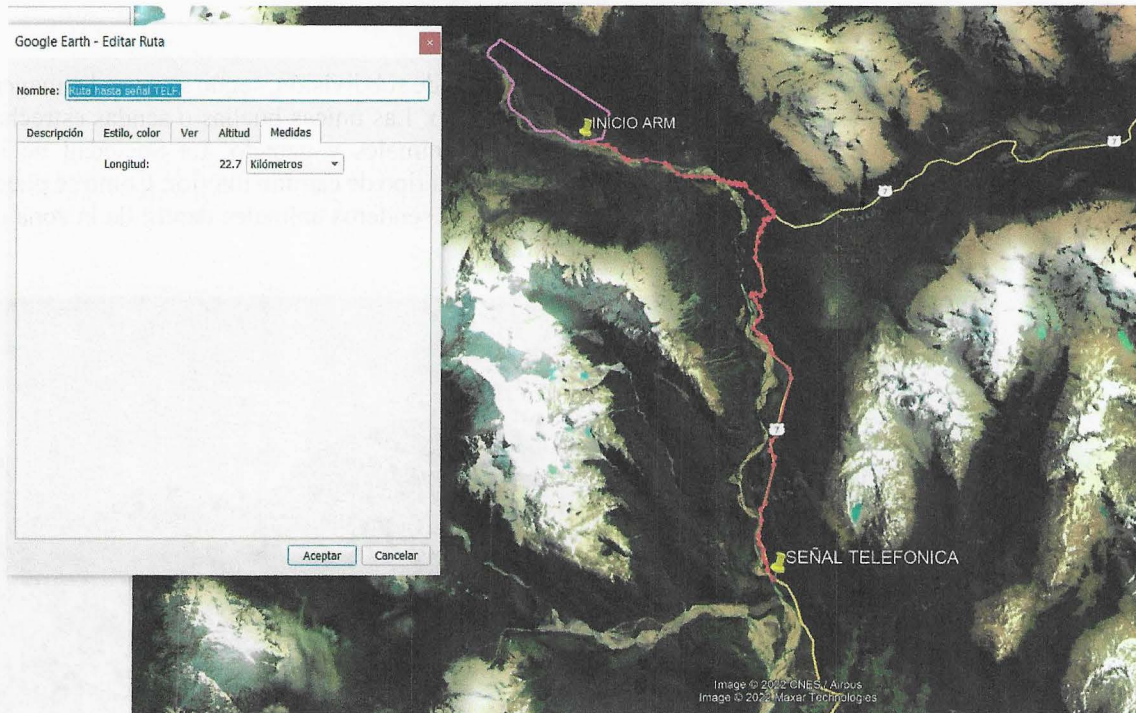 Google Earth - Editar Ruta
Nombre: Ruta hasta señal TELF.
Descripción Estilo, color Ver Altitud Medidas
Longitud: 22.7 Kilómetros
Aceptar Cancelar
INICIO ARM
7
7
7
SEÑAL TELEFONICA
Image © 2022 CNES / Airbus
Image © 2022 Maxar Technologies